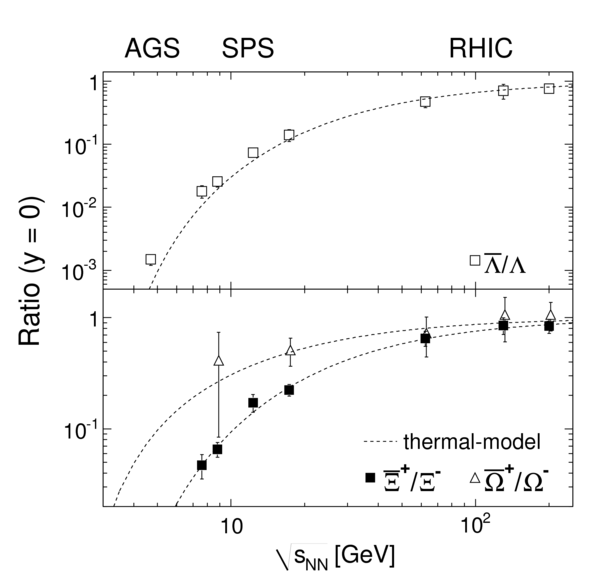 AGS SPS RHIC
Ratio (y = 0)
1
10⁻¹
10⁻²
10⁻³
Λ̅/Λ
1
10⁻¹
thermal-model
Ξ̅⁺/Ξ⁻ Ω̅⁺/Ω⁻
10 10²
√sNN [GeV]